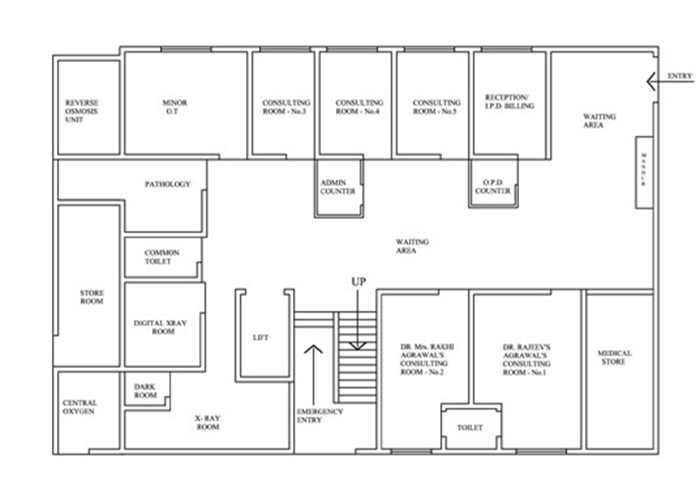 ENTRY
REVERSE
OSMOSIS
UNIT
MINOR
O.T
CONSULTING
ROOM - No.3
CONSULTING
ROOM - No.4
CONSULTING
ROOM - No.5
RECEPTION/
I.P.D. BILLING
WAITING
AREA
MANDIR
PATHOLOGY
ADMIN
COUNTER
O.P.D.
COUNTER
COMMON
TOILET
WAITING
AREA
STORE
ROOM
UP
DIGITAL XRAY
ROOM
LIFT
DR. Mrs. RAKHI
AGRAWAL'S
CONSULTING
ROOM - No.2
DR. RAJEEV'S
AGRAWAL'S
CONSULTING
ROOM - No.1
MEDICAL
STORE
DARK
ROOM
CENTRAL
OXYGEN
X- RAY
ROOM
EMERGENCY
ENTRY
TOILET